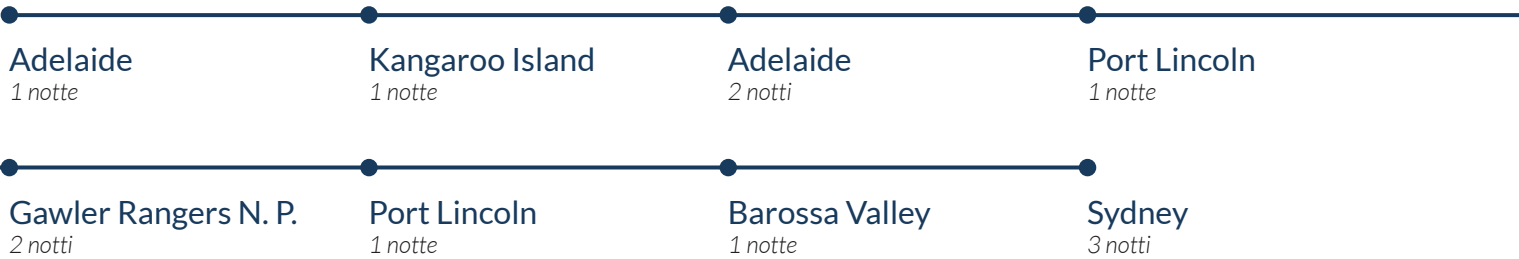 Adelaide
1 notte
Kangaroo Island
1 notte
Adelaide
2 notti
Port Lincoln
1 notte
Gawler Rangers N. P.
2 notti
Port Lincoln
1 notte
Barossa Valley
1 notte
Sydney
3 notti